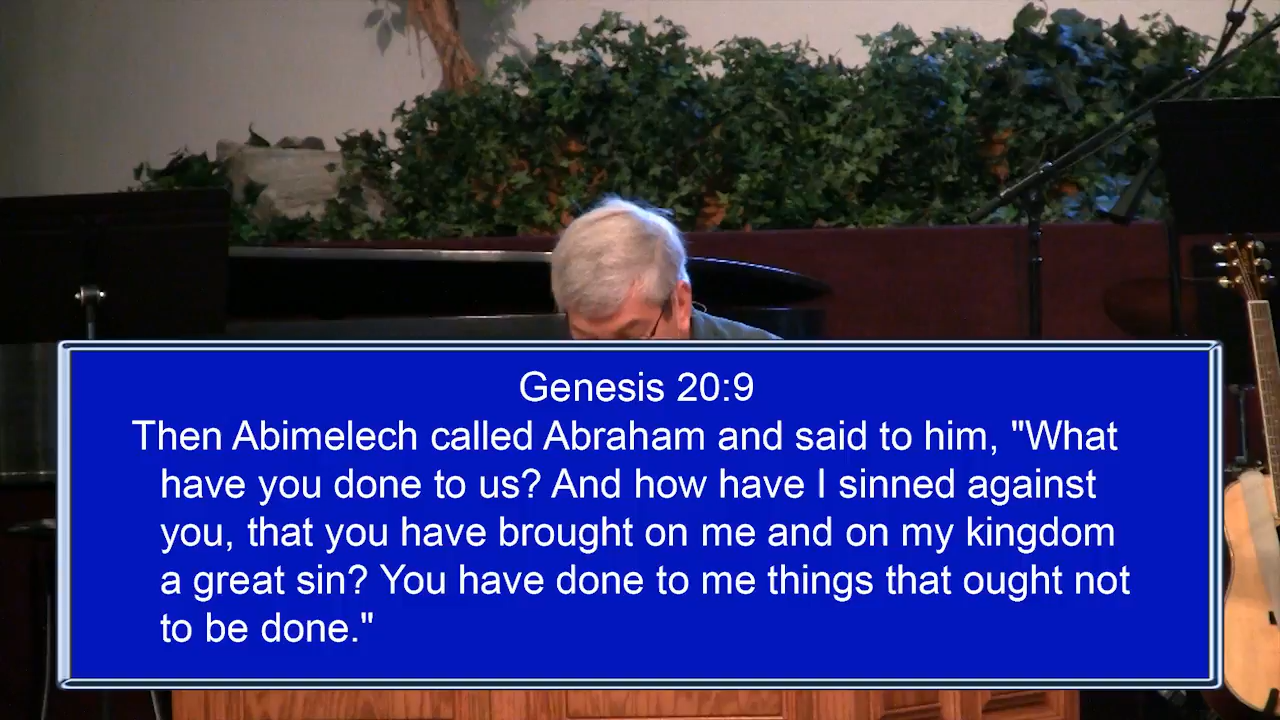 Genesis 20:9
Then Abimelech called Abraham and said to him, "What
have you done to us? And how have I sinned against
you, that you have brought on me and on my kingdom
a great sin? You have done to me things that ought not
to be done."